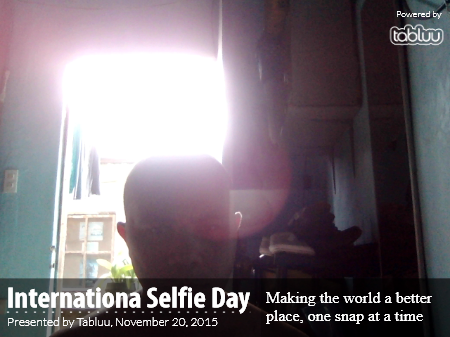 Powered by
tabluu
Internationa Selfie Day
Presented by Tabluu, November 20, 2015
Making the world a better
place, one snap at a time